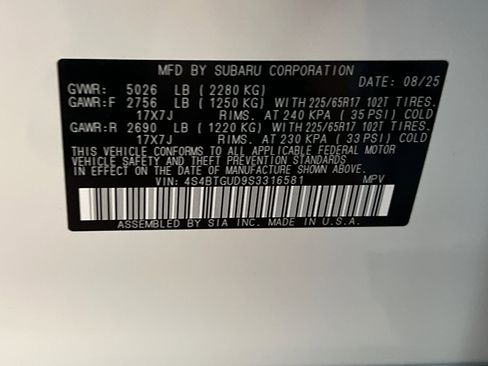 MFD BY SUBARU CORPORATION
DATE: 08/25
GVWR: 5026 LB (2280 KG)
GAWR:F 2756 LB (1250 KG) WITH 225/65R17 102T TIRES.
17X7J RIMS. AT 240 KPA (35 PSI) COLD
GAWR:R 2690 LB (1220 KG) WITH 225/65R17 102T TIRES.
17X7J RIMS. AT 230 KPA (33 PSI) COLD
THIS VEHICLE CONFORMS TO ALL APPLICABLE FEDERAL MOTOR
VEHICLE SAFETY AND THEFT PREVENTION STANDARDS
IN EFFECT ON THE DATE OF MANUFACTURE SHOWN ABOVE.
VIN: 4S4BTGUD9S3316581 MPV
ASSEMBLED BY SIA INC. MADE IN U.S.A.